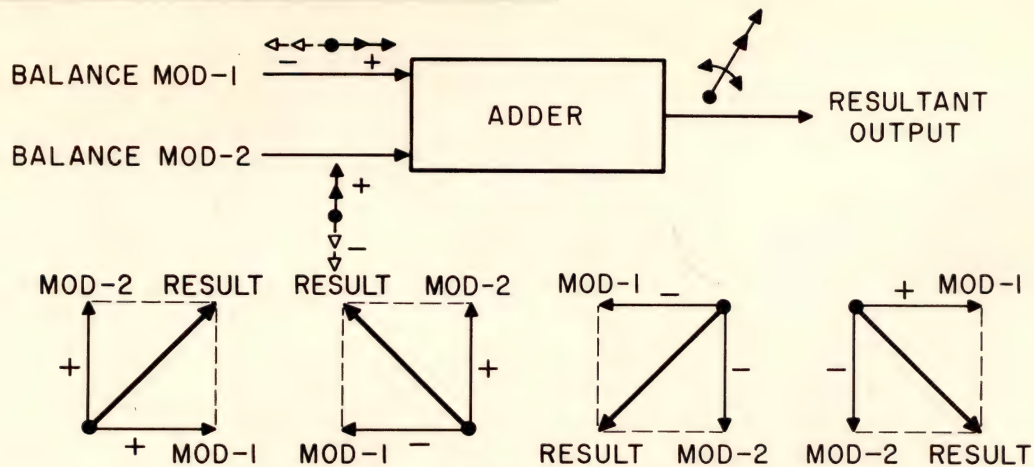 BALANCE MOD-1
- +
ADDER
RESULTANT
OUTPUT
BALANCE MOD-2
+
-
MOD-2 RESULT RESULT MOD-2 MOD-1 - + MOD-1
+ + - -
+ MOD-1 MOD-1 - RESULT MOD-2 MOD-2 RESULT